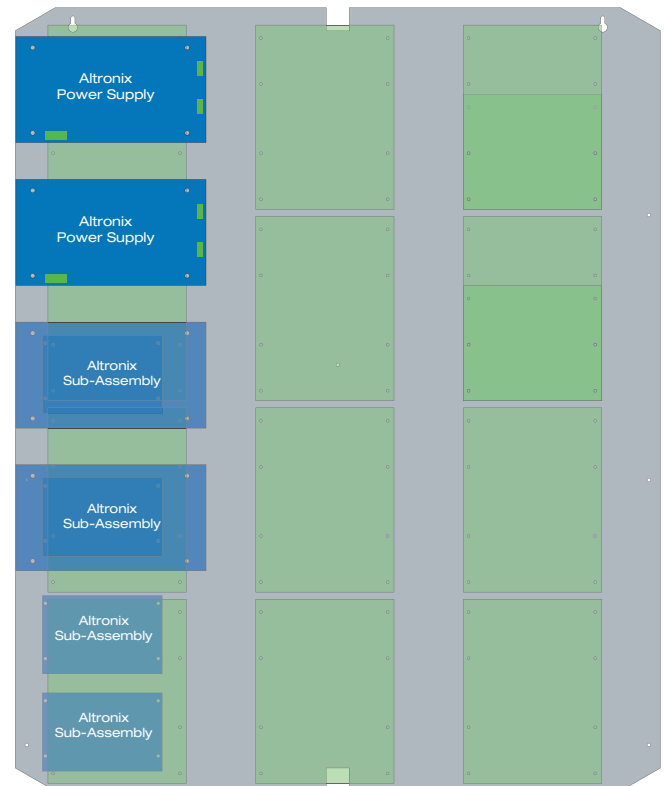 Altronix
Power Supply
Altronix
Power Supply
Altronix
Sub-Assembly
Altronix
Sub-Assembly
Altronix
Sub-Assembly
Altronix
Sub-Assembly